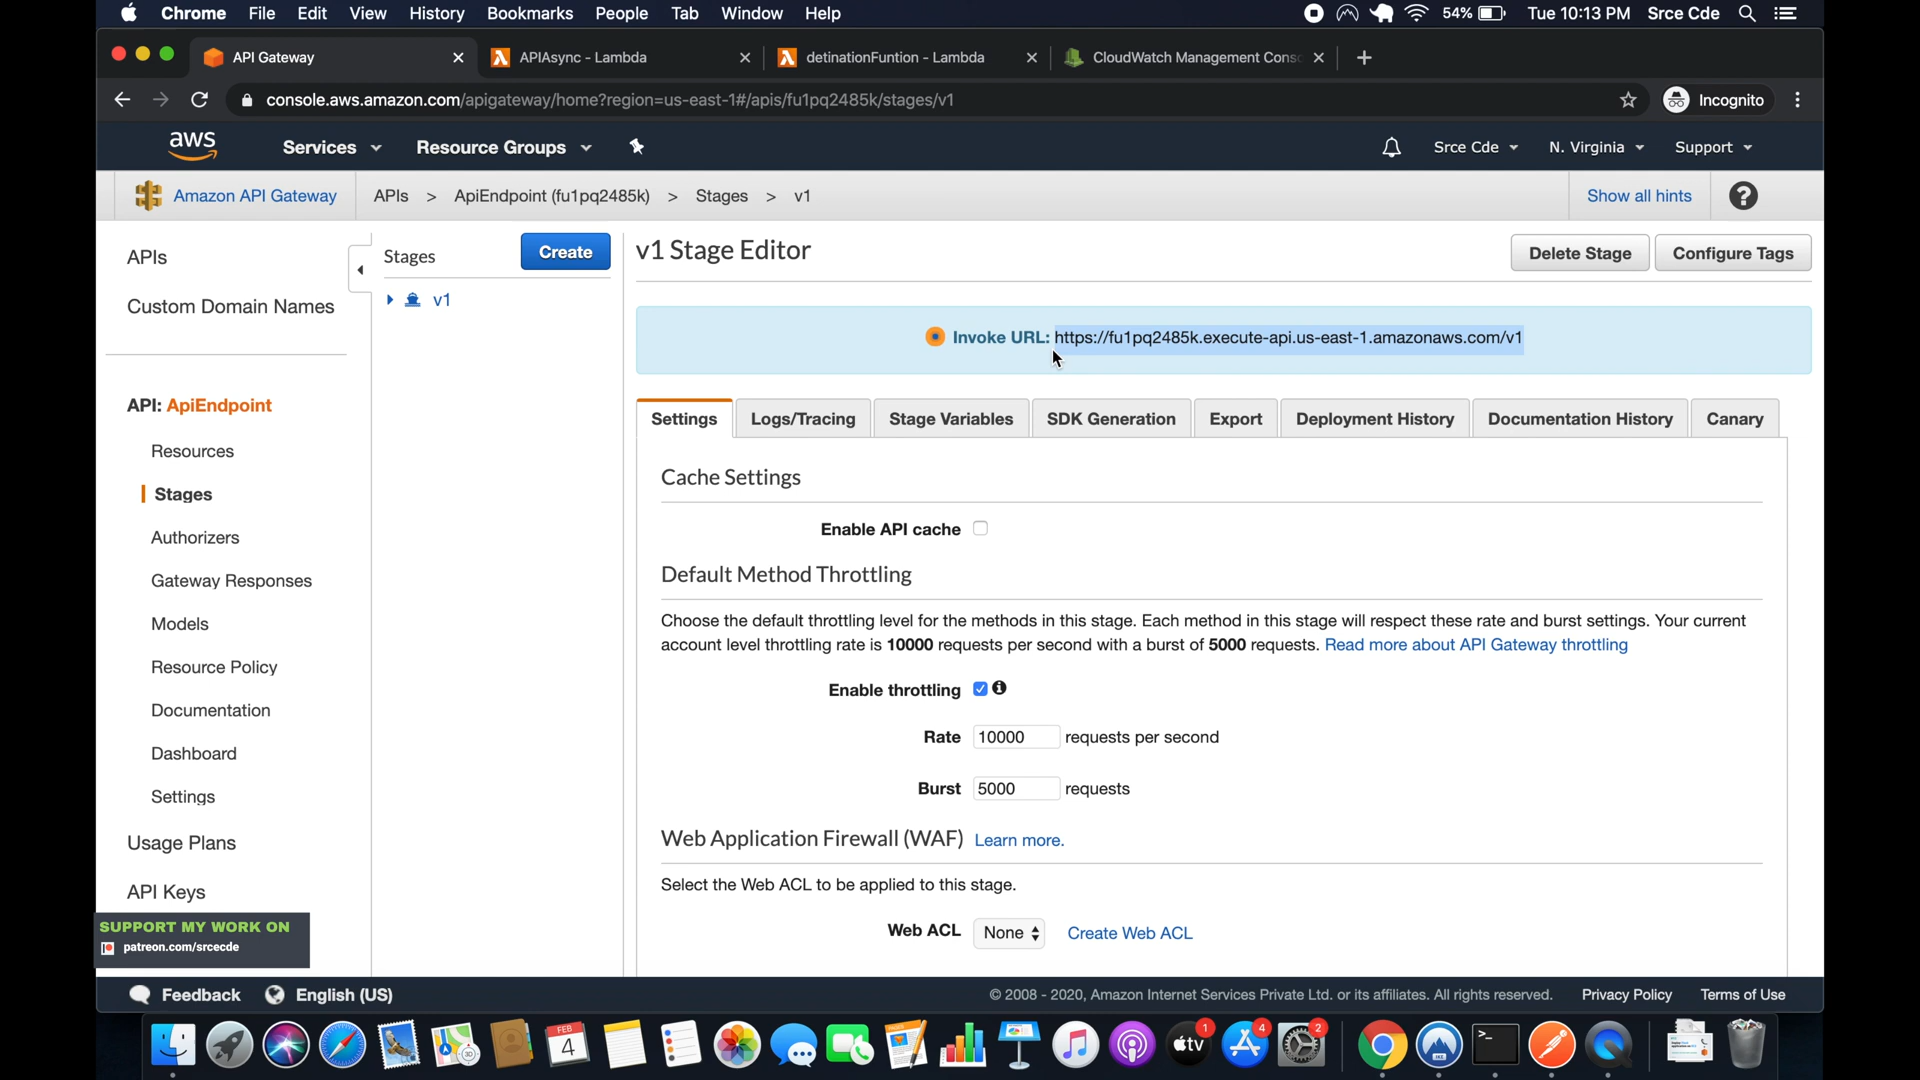 Chrome File Edit View History Bookmarks People Tab Window Help
54% Tue 10:13 PM Srce Cde
API Gateway
APIAsync - Lambda
detinationFuntion - Lambda
CloudWatch Management Cons
console.aws.amazon.com/apigateway/home?region=us-east-1#/apis/fu1pq2485k/stages/v1
Incognito
aws Services Resource Groups Srce Cde N. Virginia Support
Amazon API Gateway APIs > ApiEndpoint (fu1pq2485k) > Stages > v1 Show all hints ?
APIs
Custom Domain Names
API: ApiEndpoint
Resources
Stages
Authorizers
Gateway Responses
Models
Resource Policy
Documentation
Dashboard
Settings
Usage Plans
API Keys
SUPPORT MY WORK ON
patreon.com/srcecde
Stages Create
v1
v1 Stage Editor Delete Stage Configure Tags
Invoke URL: https://fu1pq2485k.execute-api.us-east-1.amazonaws.com/v1
Settings Logs/Tracing Stage Variables SDK Generation Export Deployment History Documentation History Canary
Cache Settings
Enable API cache
Default Method Throttling
Choose the default throttling level for the methods in this stage. Each method in this stage will respect these rate and burst settings. Your current
account level throttling rate is 10000 requests per second with a burst of 5000 requests. Read more about API Gateway throttling
Enable throttling
Rate 10000 requests per second
Burst 5000 requests
Web Application Firewall (WAF) Learn more.
Select the Web ACL to be applied to this stage.
Web ACL None Create Web ACL
Feedback English (US) © 2008 - 2020, Amazon Internet Services Private Ltd. or its affiliates. All rights reserved. Privacy Policy Terms of Use
FEB
4
3D
tv
1
4
2